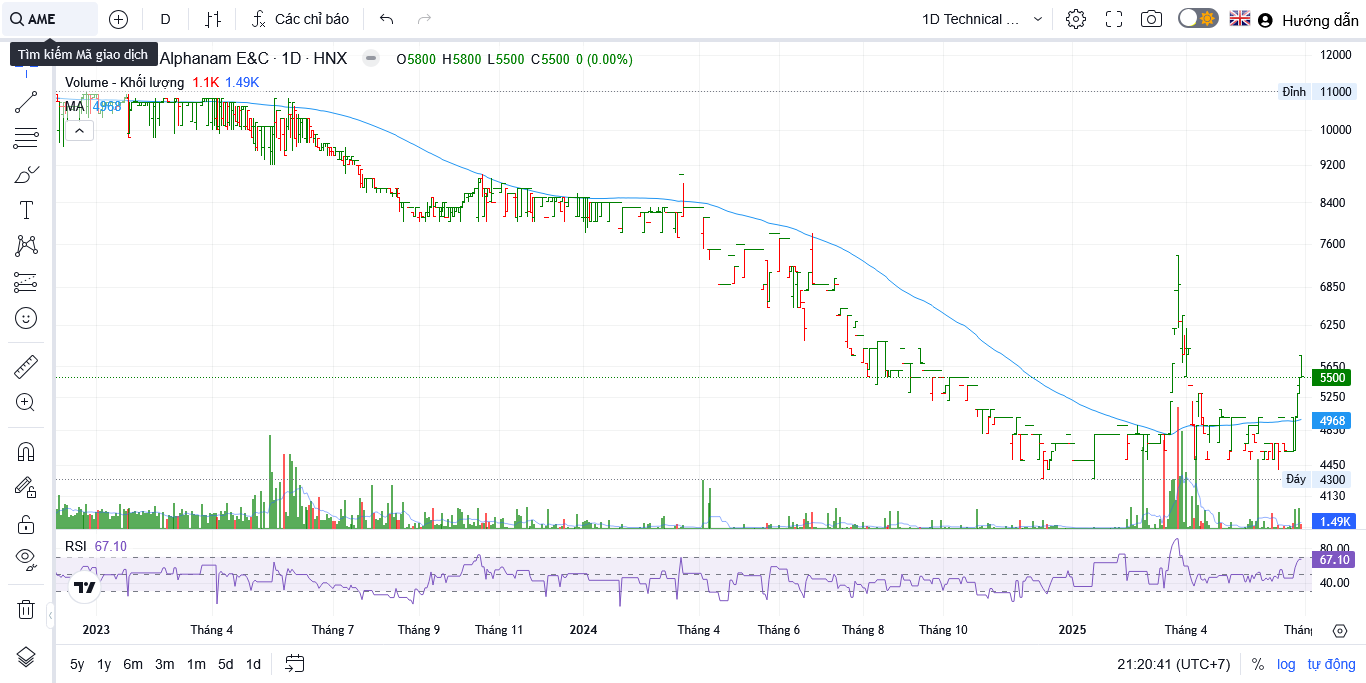 AME
D
Các chỉ báo
1D Technical ...
Hướng dẫn
Tìm kiếm Mã giao dịch
Alphanam E&C · 1D · HNX
O5800 H5800 L5500 C5500 0 (0.00%)
Volume - Khối lượng 1.1K 1.49K
MA 4968
12000
Đỉnh 11000
10000
9200
8400
7600
6850
6250
5650
5500
5250
4968
4850
4450
Đáy 4300
4130
1.49K
RSI 67.10
80.00
67.10
40.00
2023 Tháng 4 Tháng 7 Tháng 9 Tháng 11 2024 Tháng 4 Tháng 6 Tháng 8 Tháng 10 2025 Tháng 4 Thán
5y 1y 6m 3m 1m 5d 1d
21:20:41 (UTC+7) % log tự động